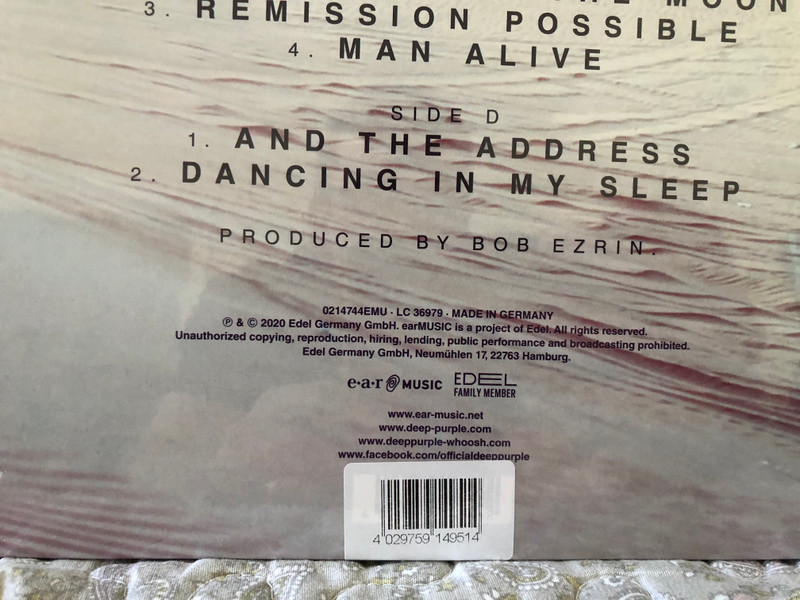 MOON
3. REMISSION POSSIBLE
4. MAN ALIVE
SIDE D
1. AND THE ADDRESS
2. DANCING IN MY SLEEP
PRODUCED BY BOB EZRIN.
0214744EMU · LC 36979 · MADE IN GERMANY
℗ & © 2020 Edel Germany GmbH. earMUSIC is a project of Edel. All rights reserved.
Unauthorized copying, reproduction, hiring, lending, public performance and broadcasting prohibited.
Edel Germany GmbH, Neumühlen 17, 22763 Hamburg.
e·a·r MUSIC EDEL
FAMILY MEMBER
www.ear-music.net
www.deep-purple.com
www.deeppurple-whoosh.com
www.facebook.com/officialdeeppurple
4 029759 149514